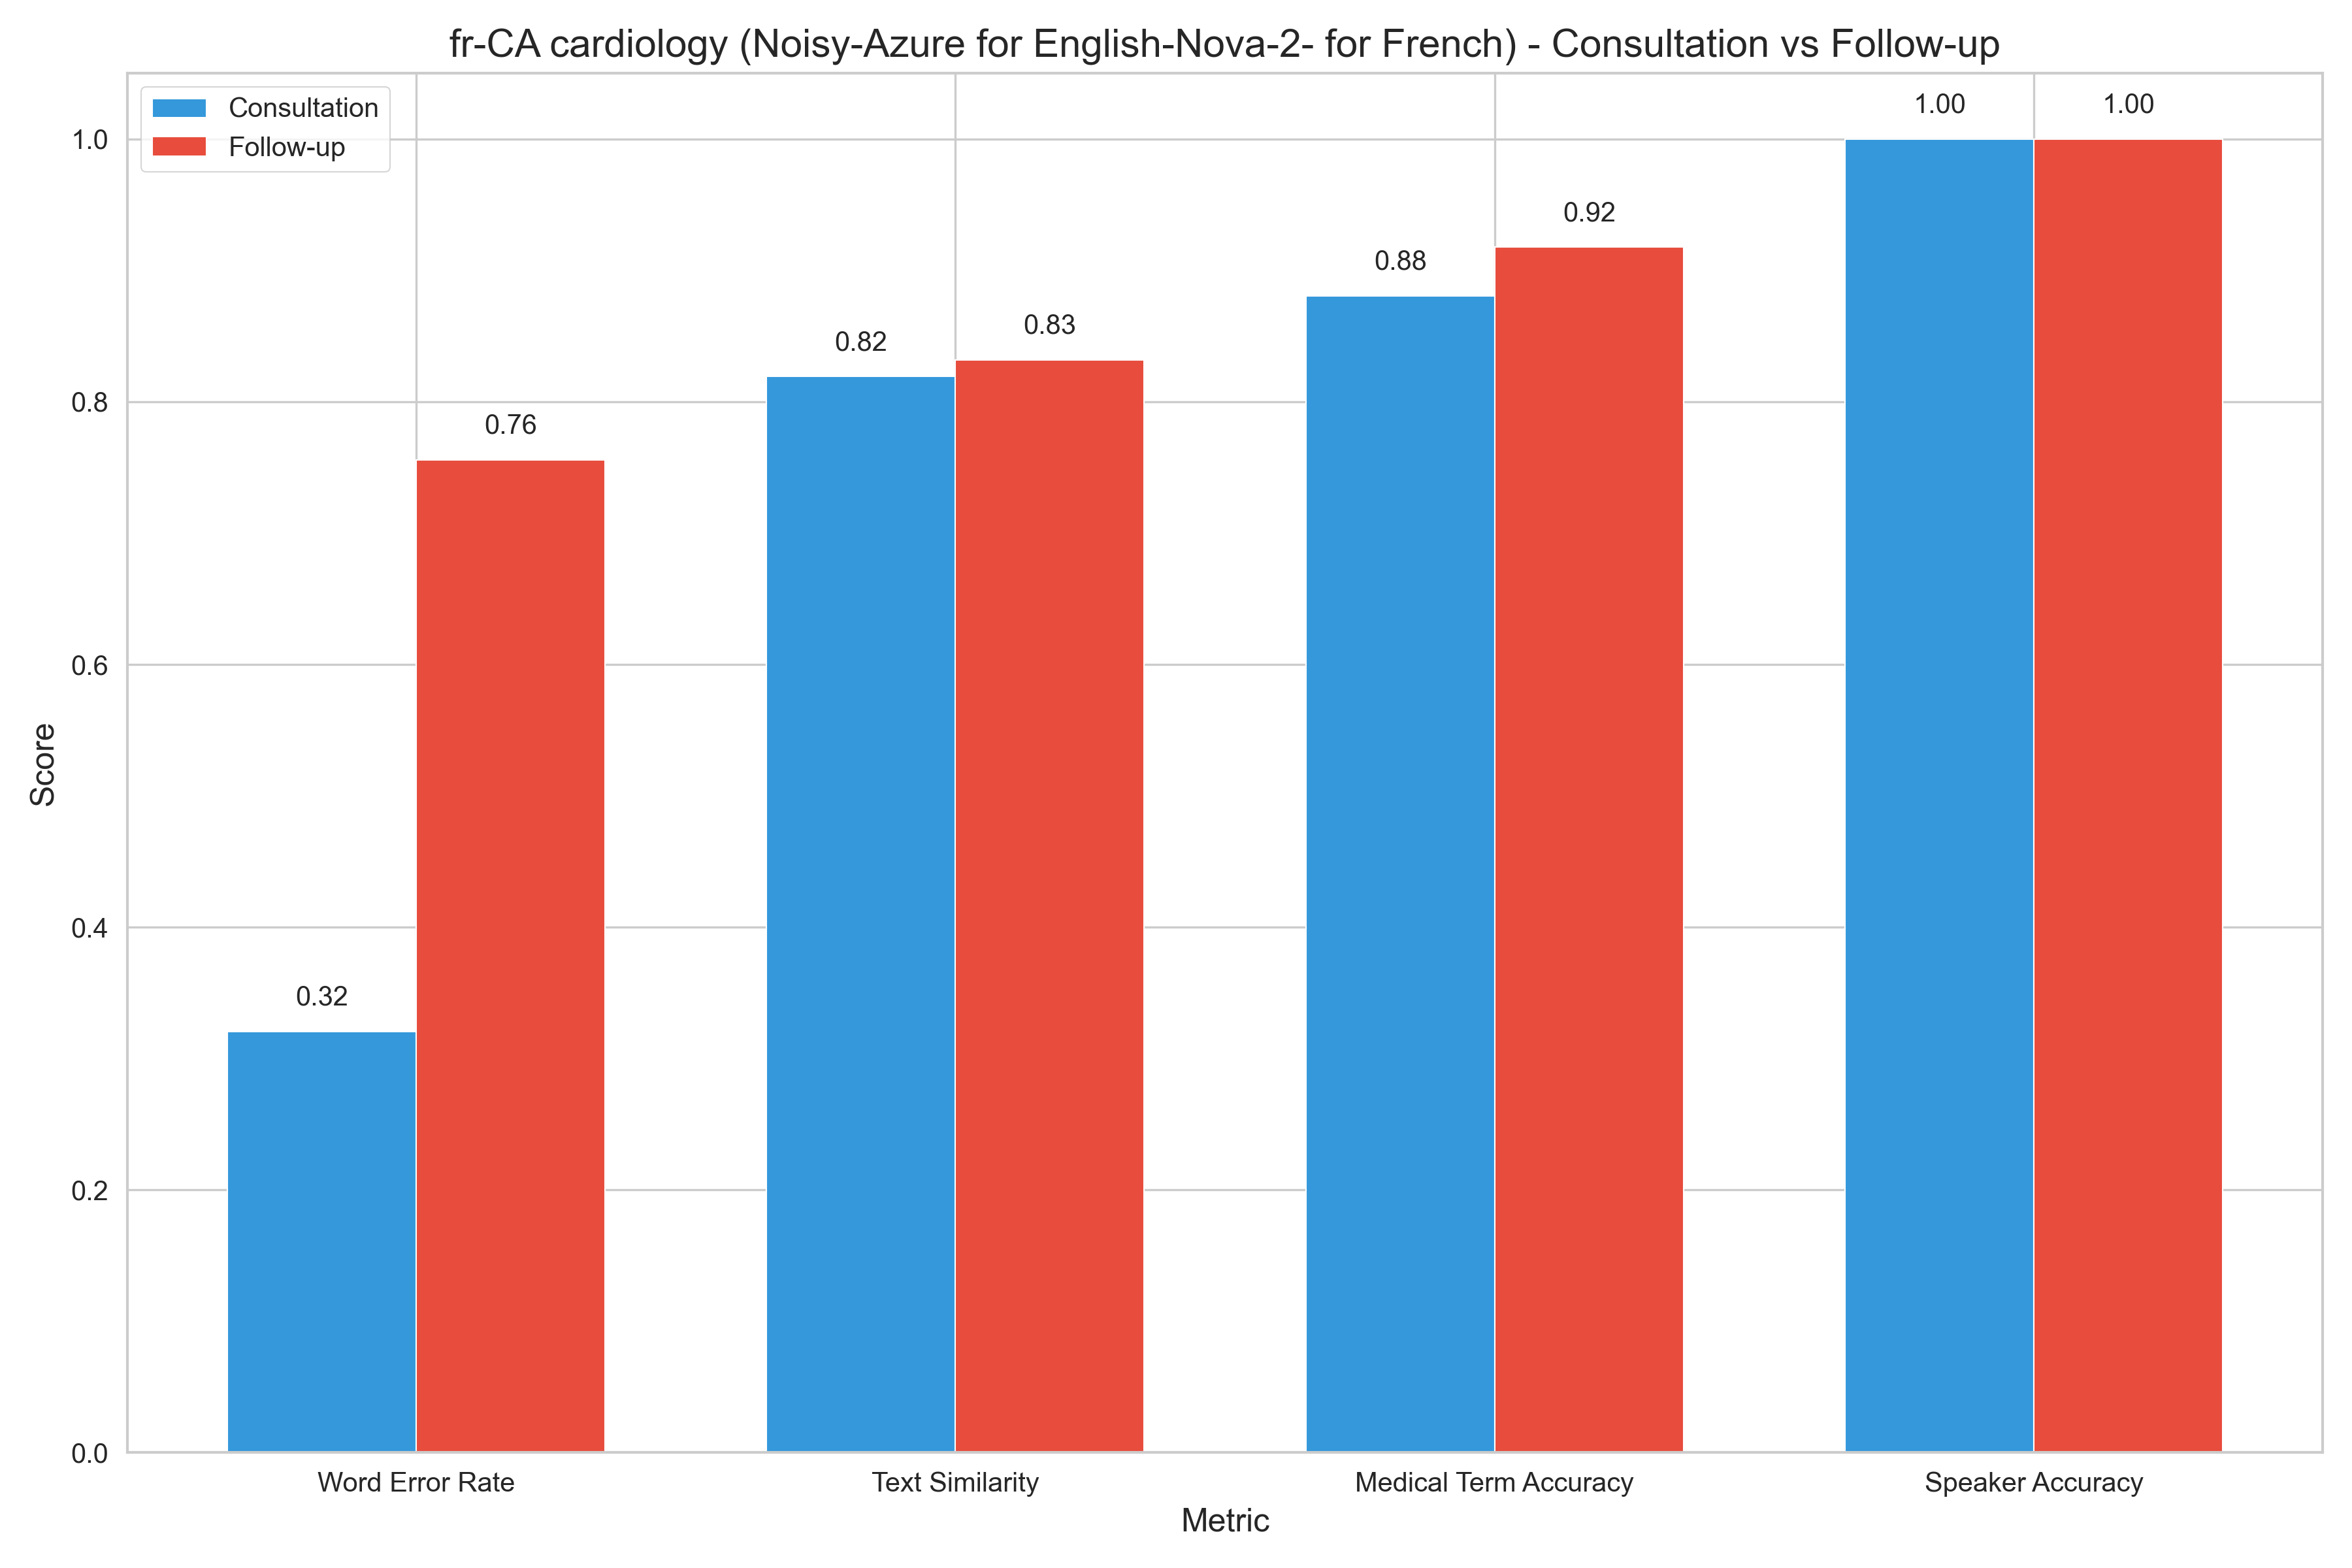 fr-CA cardiology (Noisy-Azure for English-Nova-2- for French) - Consultation vs Follow-up
Consultation
Follow-up
1.00 1.00
1.0
0.92
0.88
0.83
0.82
0.8
0.76
0.6
Score
0.4
0.32
0.2
0.0
Word Error Rate Text Similarity Medical Term Accuracy Speaker Accuracy
Metric